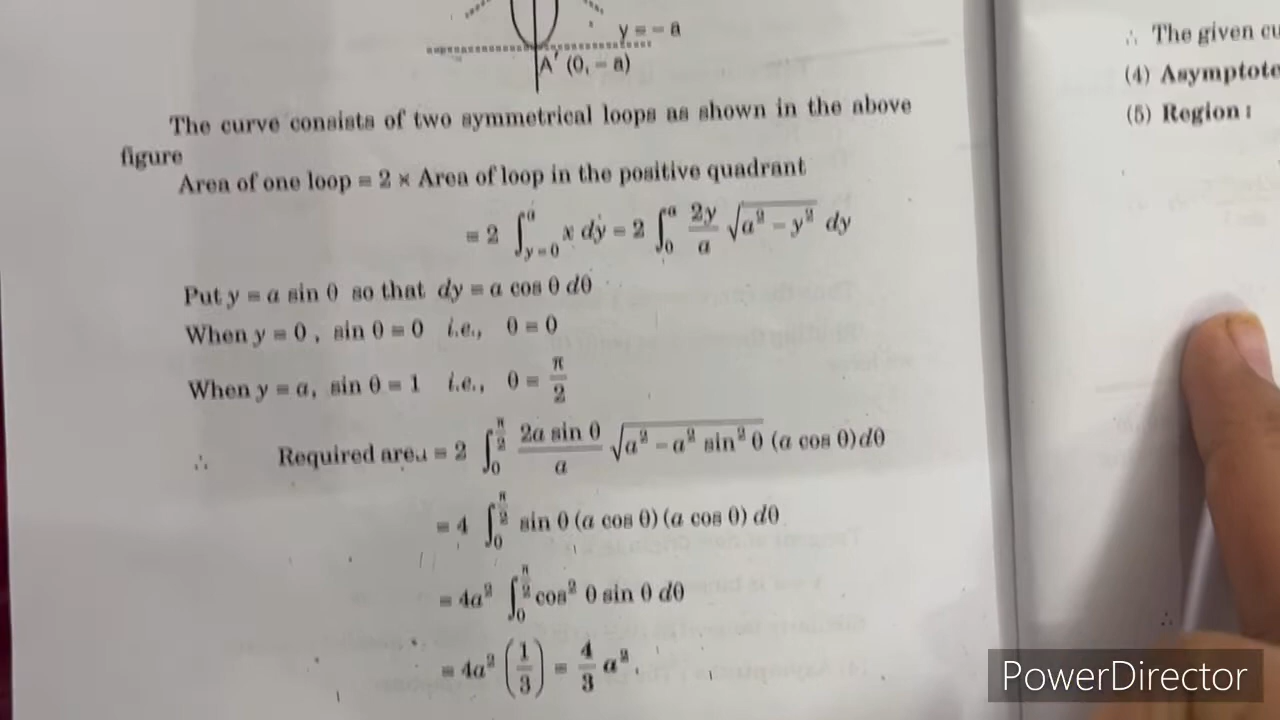 y = – a
A′ (0, – a)
The curve consists of two symmetrical loops as shown in the above
figure
Area of one loop = 2 × Area of loop in the positive quadrant
= 2 ∫_{y=0}^{a} x dy = 2 ∫_0^a 2y/a √(a² – y²) dy
Put y = a sin θ so that dy = a cos θ dθ
When y = 0, sin θ = 0 i.e., θ = 0
When y = a, sin θ = 1 i.e., θ = π/2
∴ Required area = 2 ∫_0^{π/2} 2a sin θ/a √(a² – a² sin² θ) (a cos θ) dθ
= 4 ∫_0^{π/2} sin θ (a cos θ) (a cos θ) dθ
= 4a² ∫_0^{π/2} cos² θ sin θ dθ
= 4a² (1/3) = 4/3 a².
∴ The given cu
(4) Asymptote
(5) Region :
∴
PowerDirector